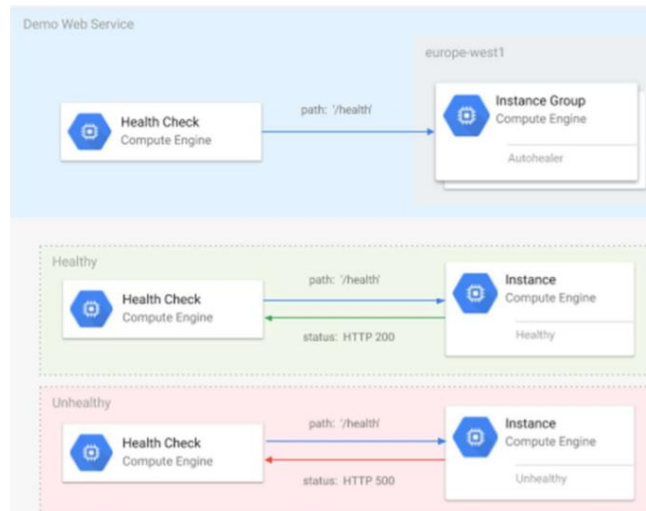 Demo Web Service
europe-west1
Health Check
Compute Engine
path: '/health'
Instance Group
Compute Engine
Autohealer
Healthy
Health Check
Compute Engine
path: '/health'
status: HTTP 200
Instance
Compute Engine
Healthy
Unhealthy
Health Check
Compute Engine
path: '/health'
status: HTTP 500
Instance
Compute Engine
Unhealthy